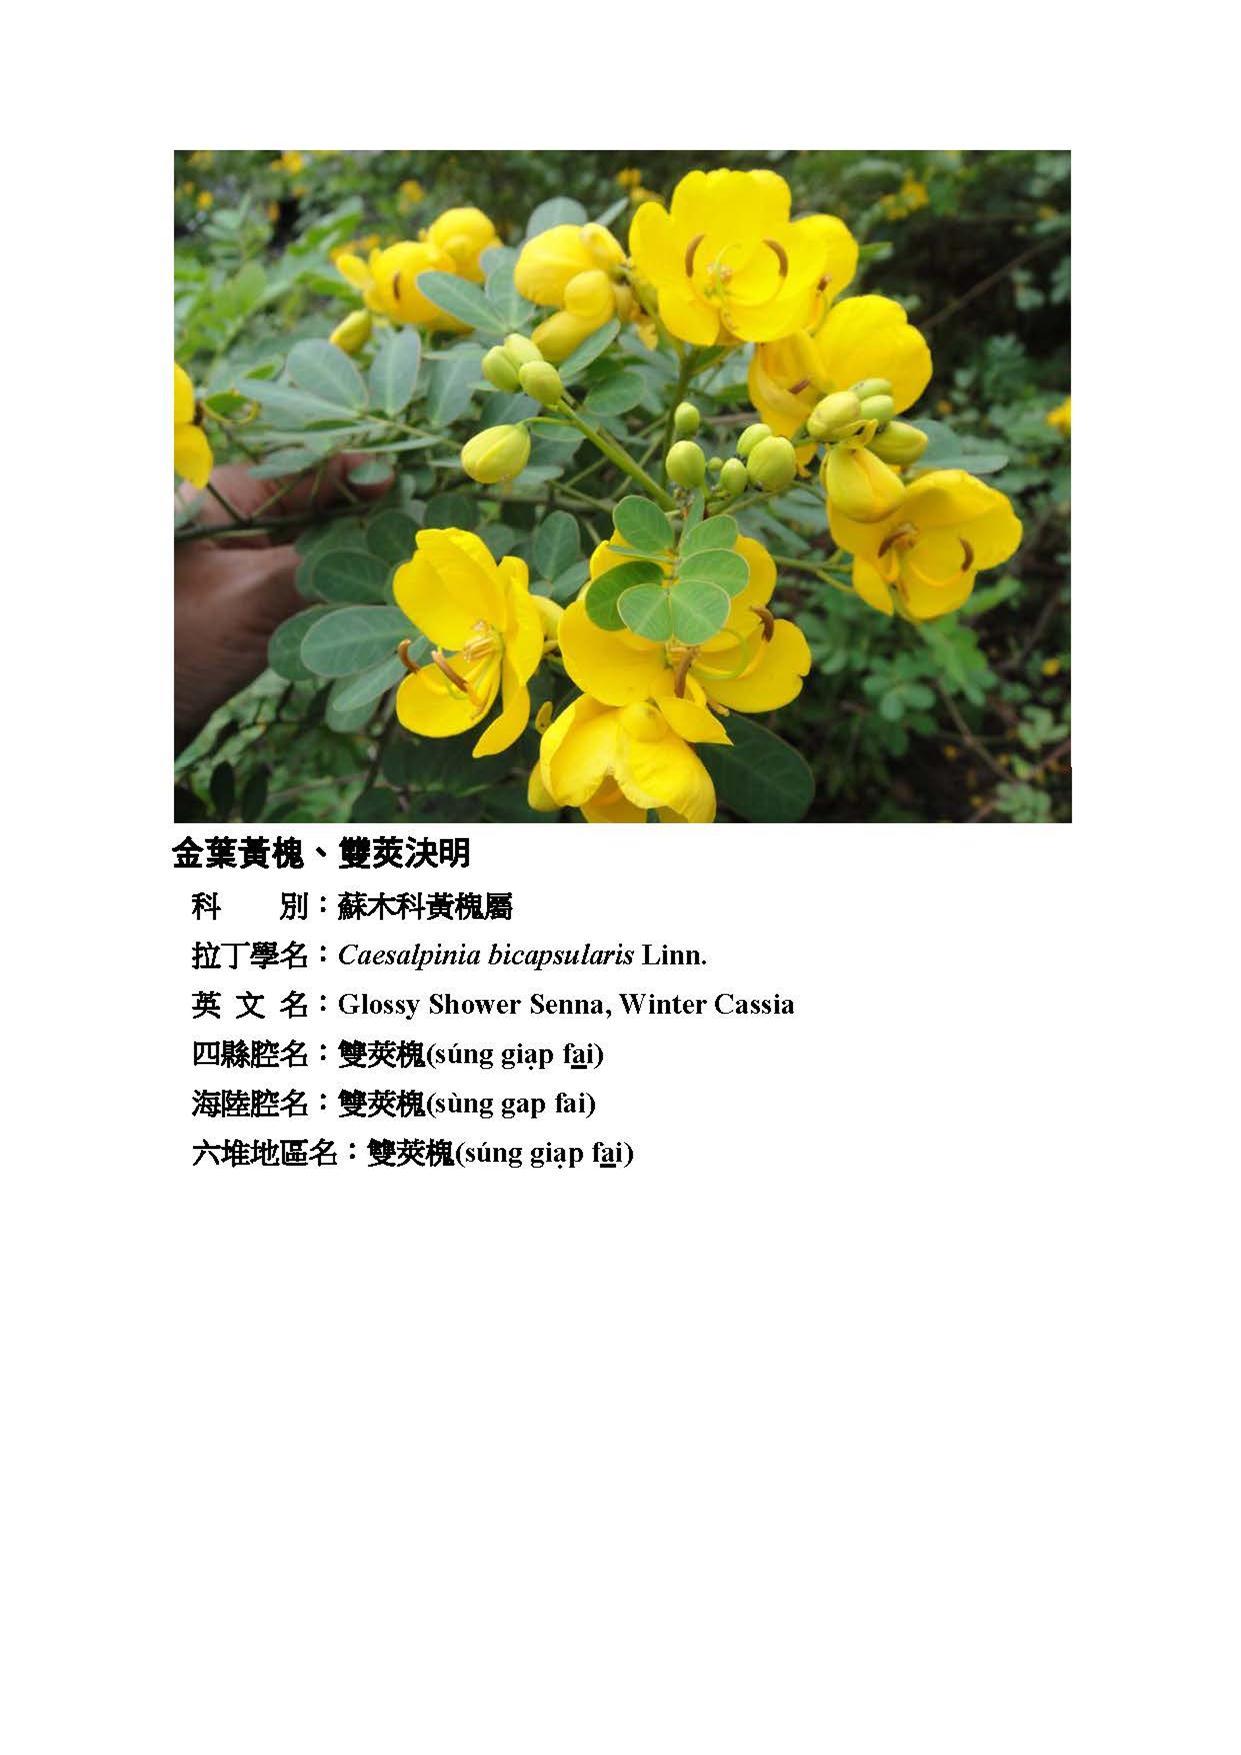 金葉黃槐、雙莢決明
科　　別：蘇木科黃槐屬
拉丁學名：Caesalpinia bicapsularis Linn.
英 文 名：Glossy Shower Senna, Winter Cassia
四縣腔名：雙莢槐(súng giap̣ fa̲i)
海陸腔名：雙莢槐(sùng gap fai)
六堆地區名：雙莢槐(súng giap̣ fa̲i)